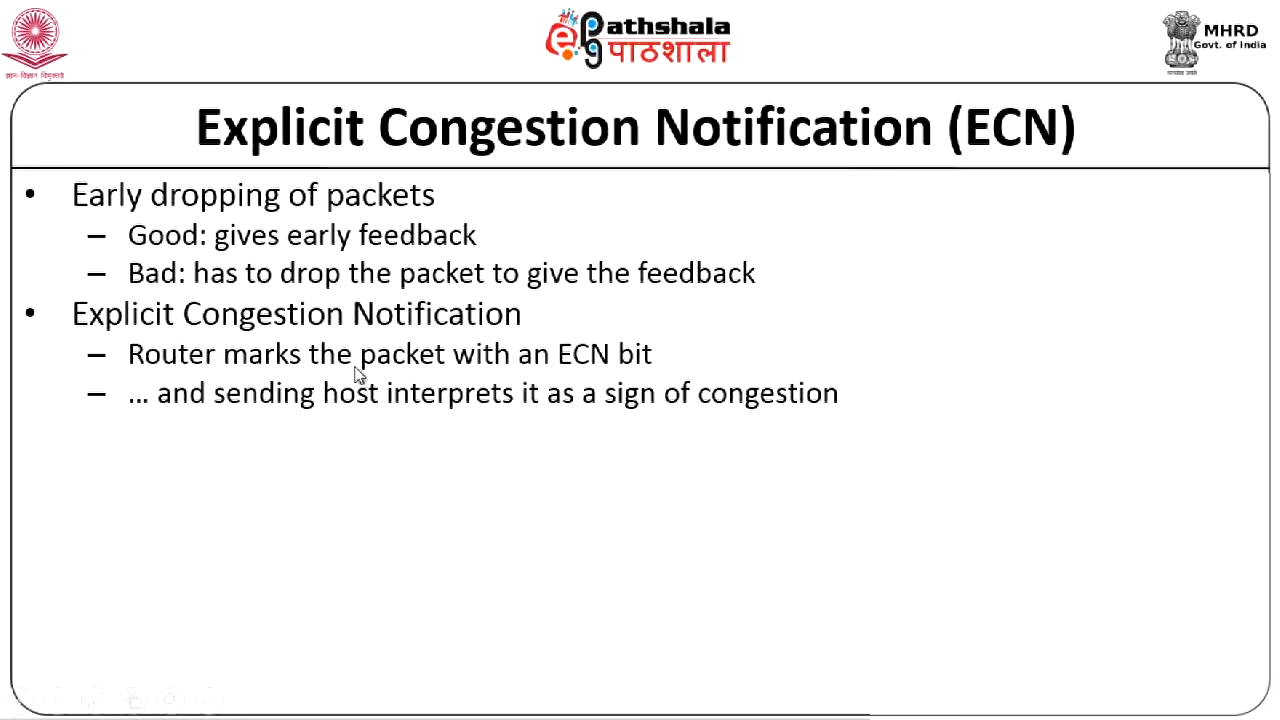 ePathshala
पाठशाला
MHRD
Govt. of India
ज्ञान-विज्ञान विमुक्तये
Explicit Congestion Notification (ECN)
• Early dropping of packets
– Good: gives early feedback
– Bad: has to drop the packet to give the feedback
• Explicit Congestion Notification
– Router marks the packet with an ECN bit
– ... and sending host interprets it as a sign of congestion